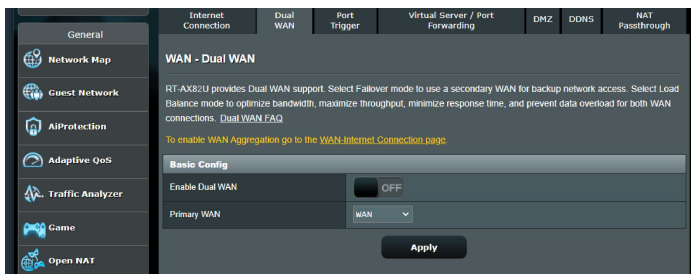 General
Network Map
Guest Network
AiProtection
Adaptive QoS
Traffic Analyzer
Game
Open NAT
Internet Connection
Dual WAN
Port Trigger
Virtual Server / Port Forwarding
DMZ
DDNS
NAT Passthrough
WAN - Dual WAN
RT-AX82U provides Dual WAN support. Select Failover mode to use a secondary WAN for backup network access. Select Load
Balance mode to optimize bandwidth, maximize throughput, minimize response time, and prevent data overload for both WAN
connections. Dual WAN FAQ
To enable WAN Aggregation go to the WAN-Internet Connection page.
Basic Config
Enable Dual WAN
OFF
Primary WAN
WAN
Apply